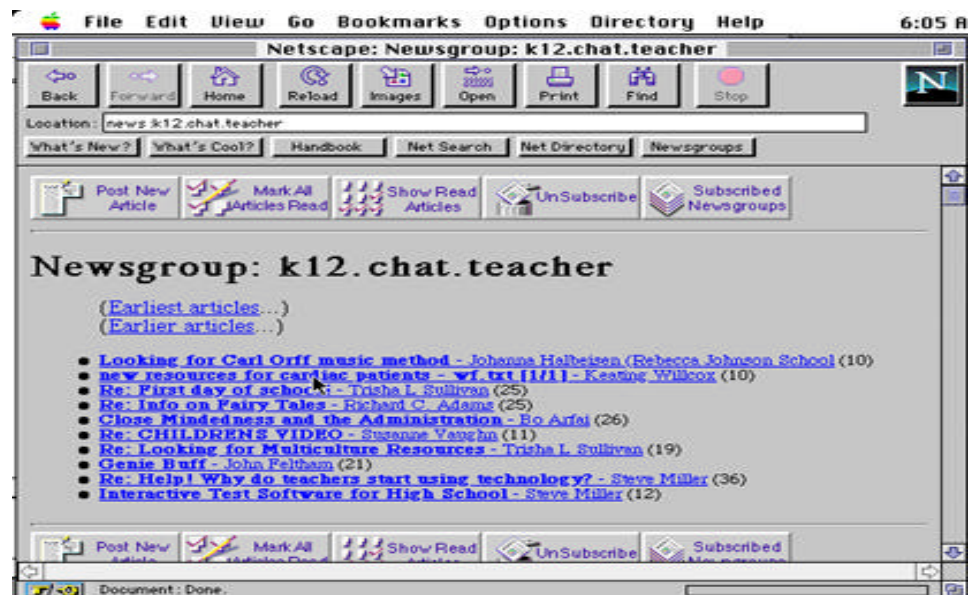 File Edit View Go Bookmarks Options Directory Help 6:05 A
Netscape: Newsgroup: k12.chat.teacher
Back Forward Home Reload Images Open Print Find Stop N
Location: news:k12.chat.teacher
What's New? What's Cool? Handbook Net Search Net Directory Newsgroups
Post New Article Mark All Articles Read Show Read Articles UnSubscribe Subscribed Newsgroups
Newsgroup: k12.chat.teacher
(Earliest articles...)
(Earlier articles...)
Looking for Carl Orff music method - Johanna Halbeisen (Rebecca Johnson School (10)
new resources for cardiac patients - wf.txt [1/1] - Keating Willcox (10)
Re: First day of school: - Trisha L Sullivan (25)
Re: Info on Fairy Tales - Richard C. Adams (25)
Close Mindedness and the Administration - Bo Arfai (26)
Re: CHILDRENS VIDEO - Susanne Vaughn (11)
Re: Looking for Multiculture Resources - Trisha L Sullivan (19)
Genie Buff - John Feltham (21)
Re: Help! Why do teachers start using technology? - Steve Miller (36)
Interactive Test Software for High School - Steve Miller (12)
Post New Mark All Show Read UnSubscribe Subscribed
Document: Done.